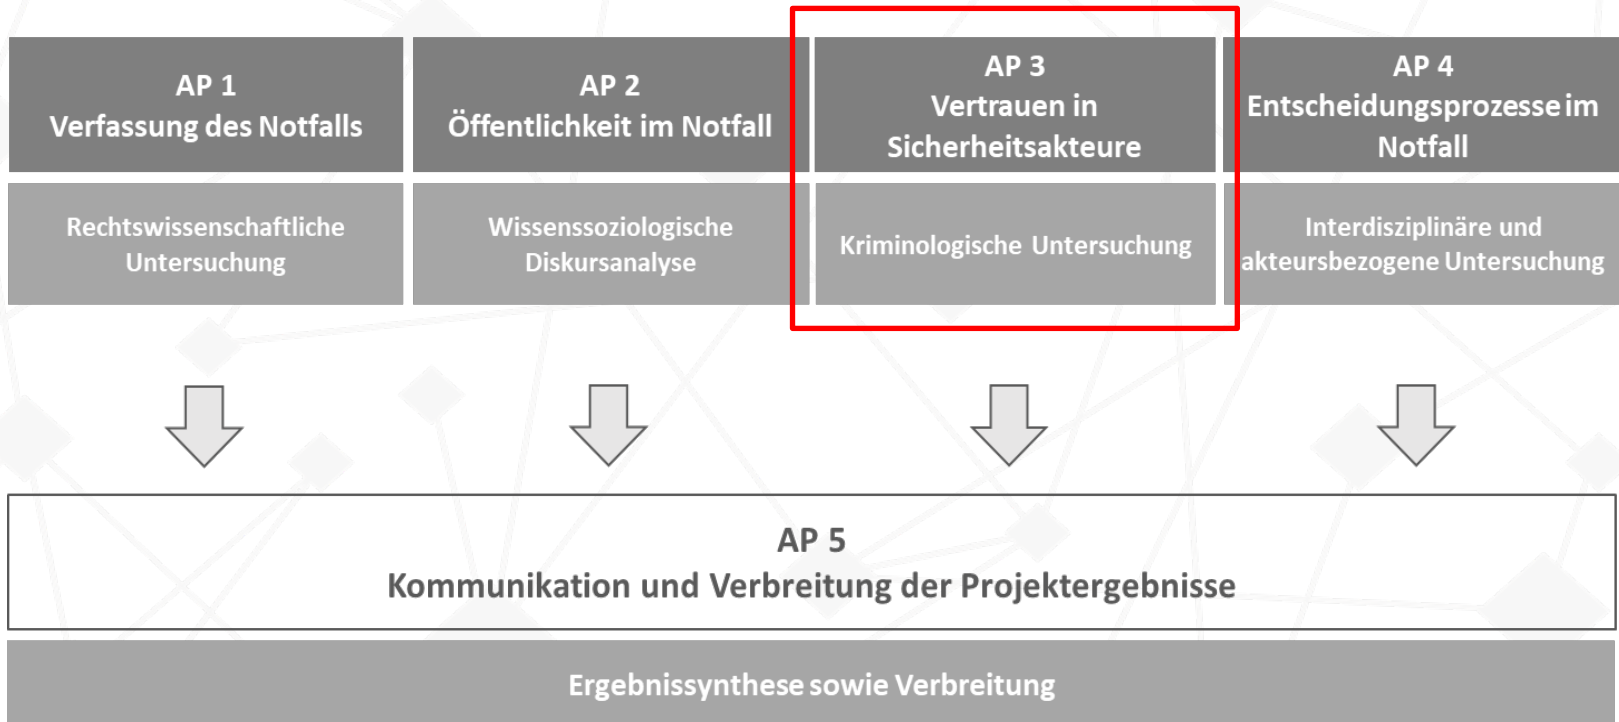 AP 1
Verfassung des Notfalls
AP 2
Öffentlichkeit im Notfall
AP 3
Vertrauen in
Sicherheitsakteure
AP 4
Entscheidungsprozesse im
Notfall
Rechtswissenschaftliche
Untersuchung
Wissenssoziologische
Diskursanalyse
Kriminologische Untersuchung
Interdisziplinäre und
akteursbezogene Untersuchung
AP 5
Kommunikation und Verbreitung der Projektergebnisse
Ergebnissynthese sowie Verbreitung